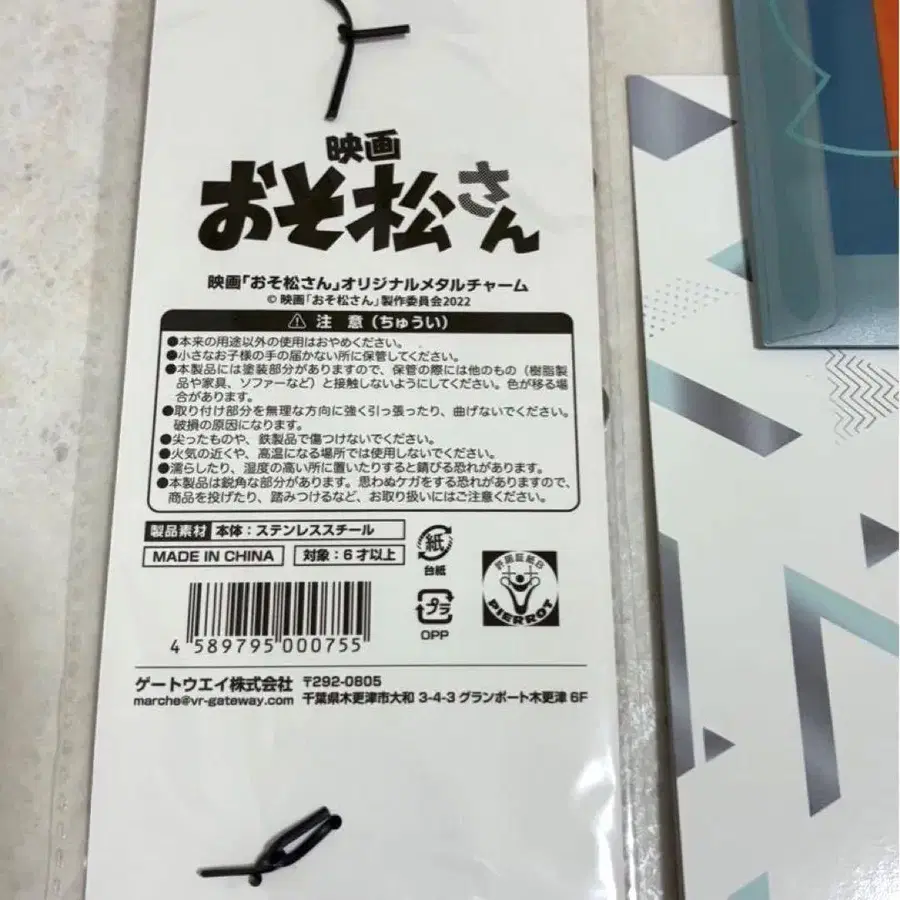 映画
おそ松さん
映画「おそ松さん」オリジナルメタルチャーム
© 映画「おそ松さん」製作委員会2022
⚠ 注 意（ちゅうい）
●本来の用途以外の使用はおやめください。
●小さなお子様の手の届かない所に保管してください。
●本製品には塗装部分がありますので、保管の際には他のもの（樹脂製
品や家具、ソファーなど）と接触しないようにしてください。色が移る場
合があります。
●取り付け部分を無理な方向に強く引っ張ったり、曲げないでください。
破損の原因になります。
●尖ったものや、鉄製品で傷つけないでください。
●火気の近くや、高温になる場所では使用しないでください。
●濡らしたり、湿度の高い所に置いたりすると錆びる恐れがあります。
●本製品は鋭角な部分があります。思わぬケガをする恐れがありますので、
商品を投げたり、踏みつけるなど、お取り扱いにはご注意ください。
製品素材 本体：ステンレススチール
MADE IN CHINA 対象：6才以上
紙
台紙
プラ
OPP
許諾証紙B
PIERROT
4 589795 000755
ゲートウエイ株式会社 〒292-0805
marche@vr-gateway.com 千葉県木更津市大和 3-4-3 グランポート木更津 6F